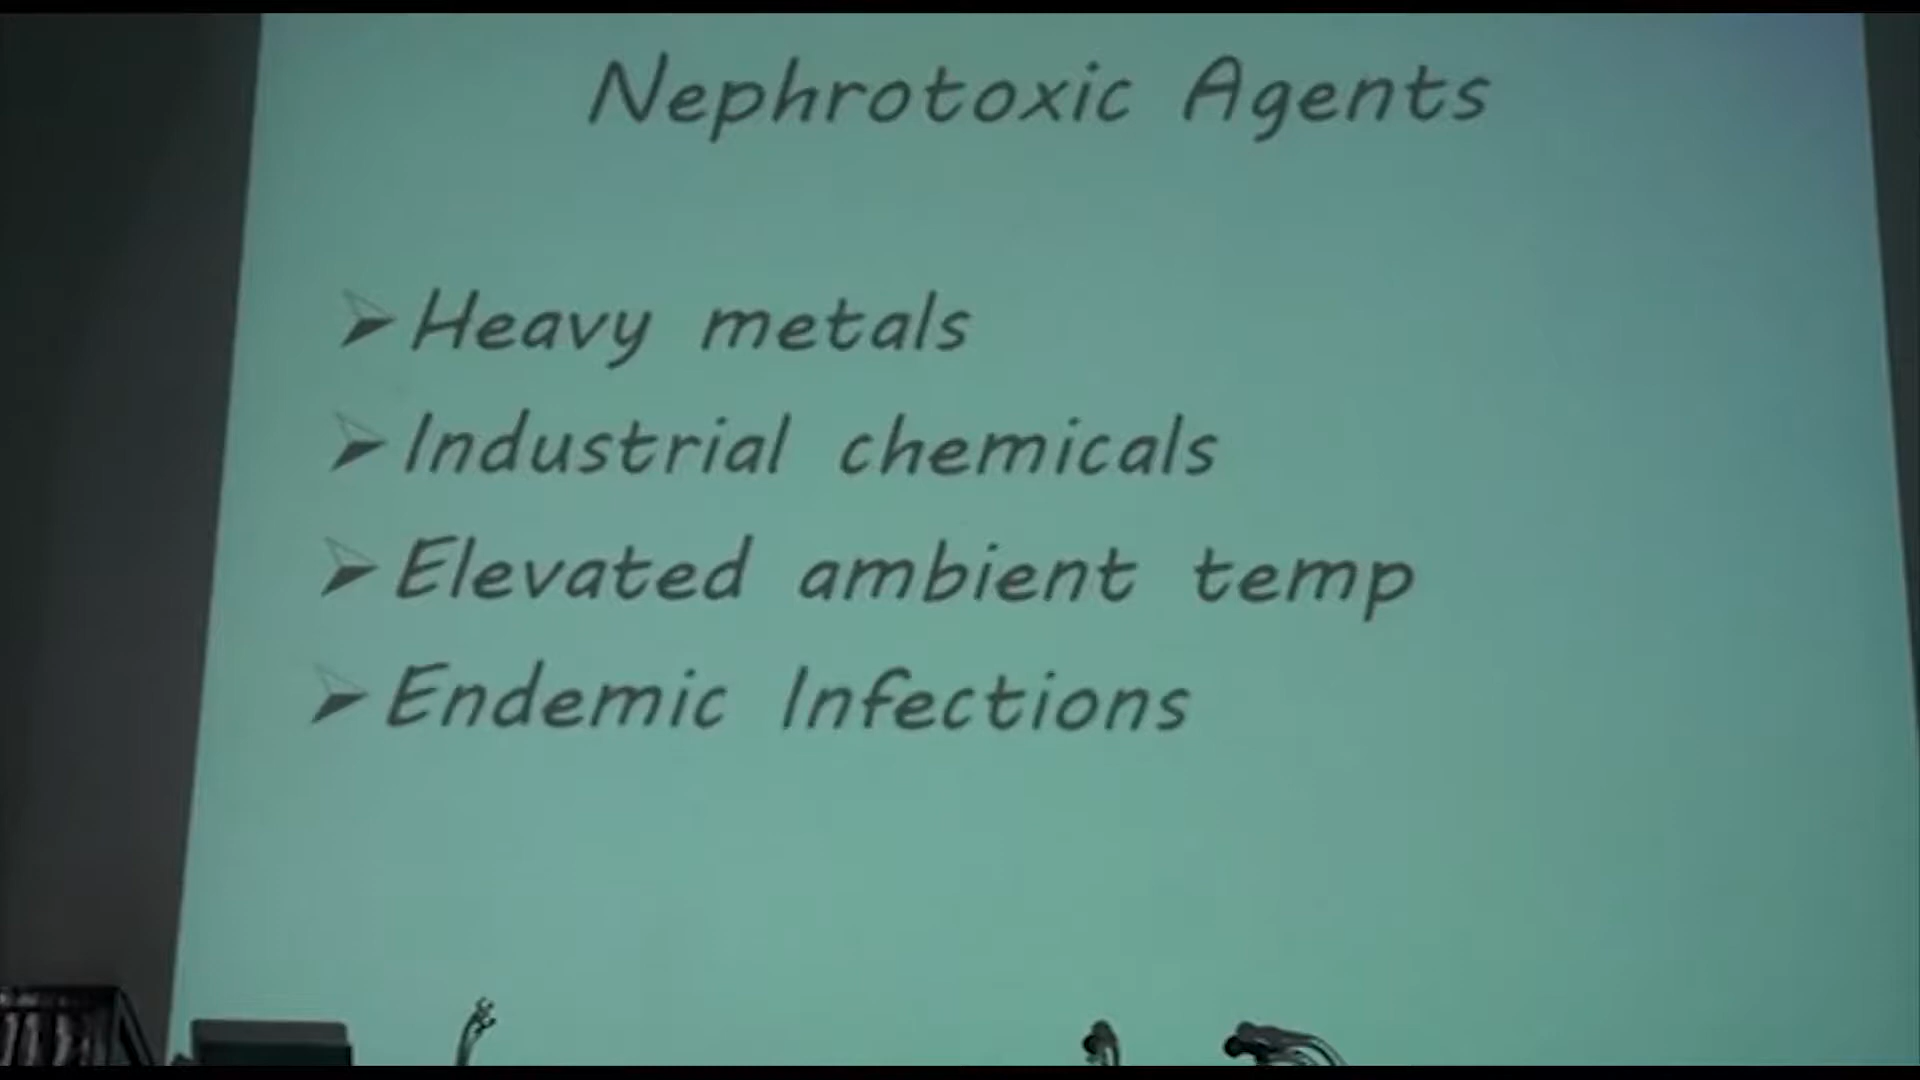 Nephrotoxic Agents
➢Heavy metals
➢Industrial chemicals
➢Elevated ambient temp
➢Endemic Infections